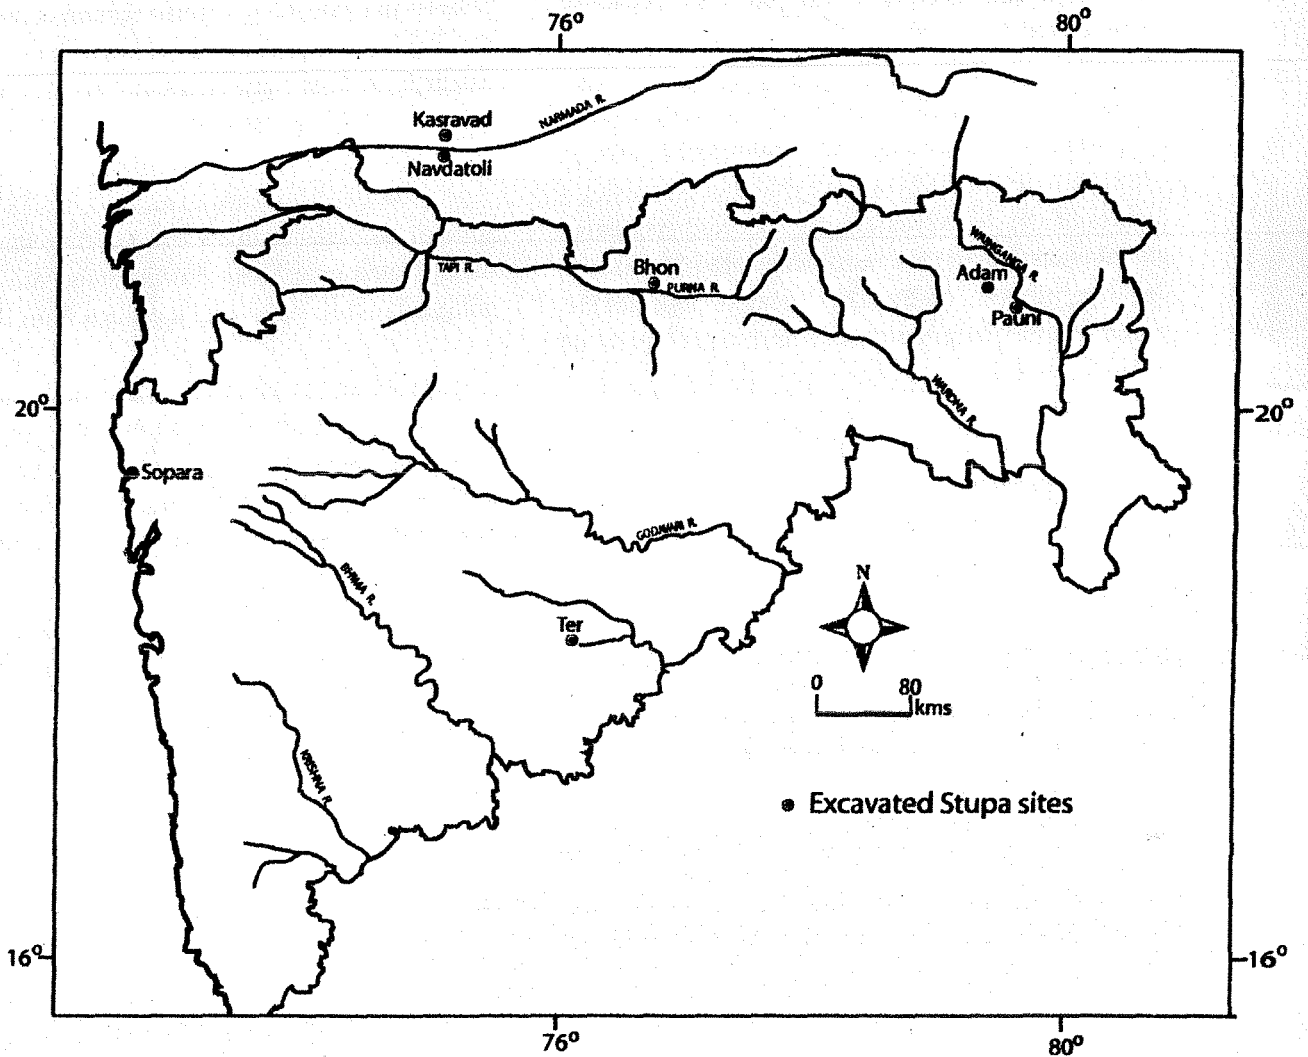 76° 80°
Kasravad
NARMADA R.
Navdatoli
WAINGANGA R
TAPI R.
Bhon
PURNA R.
Adam
Pauni
WARDHA R.
20° 20°
Sopara
GODAVARI R.
BHIMA R.
N
Ter
0 80
kms
KRISHNA R.
Excavated Stupa sites
16° 16°
76° 80°